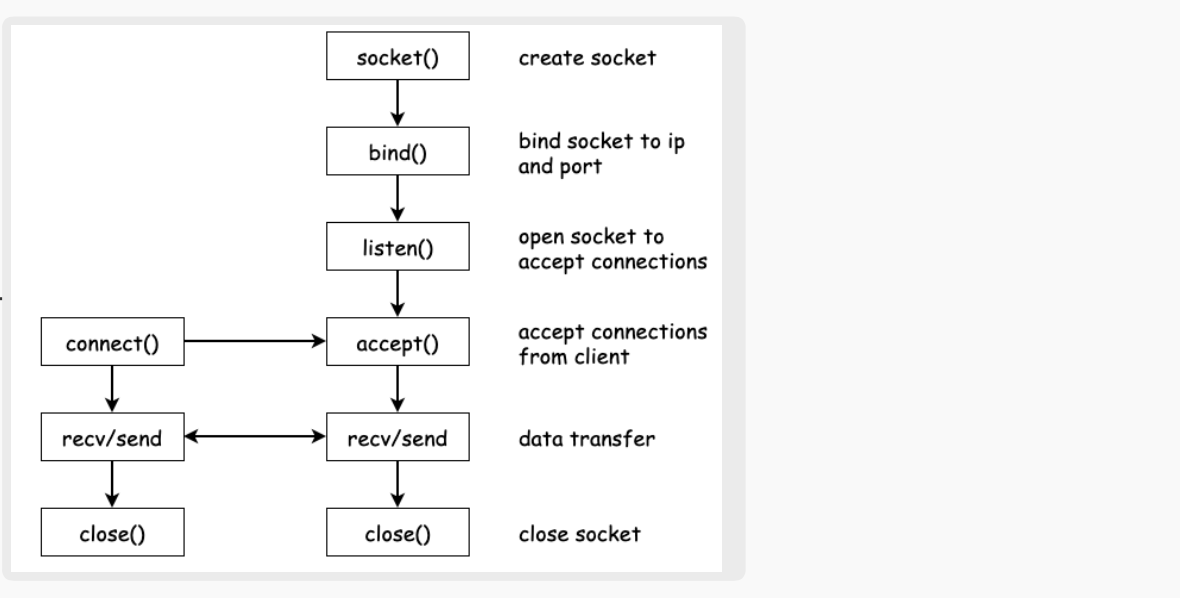 socket()
create socket
bind()
bind socket to ip
and port
listen()
open socket to
accept connections
connect()
accept()
accept connections
from client
recv/send
recv/send
data transfer
close()
close()
close socket